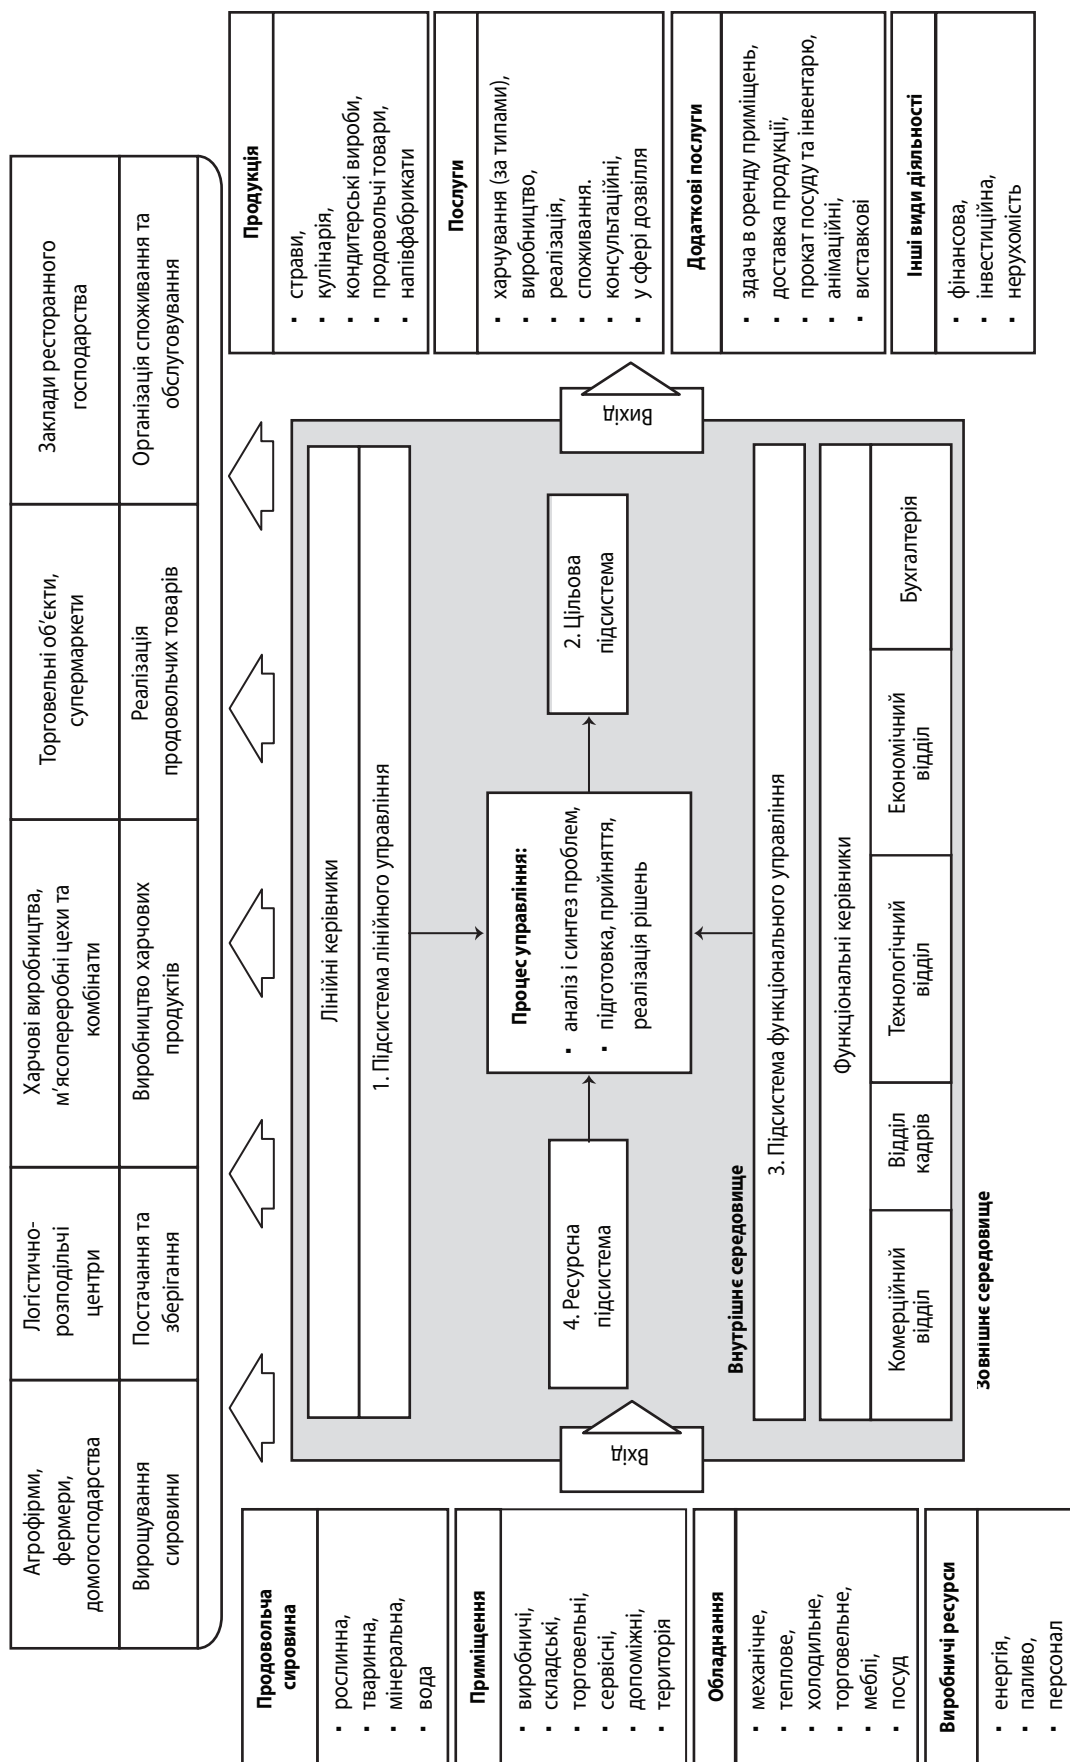 Агрофірми,
фермери,
домогосподарства
Вирощування
сировини
Логістично-
розподільчі
центри
Постачання та
зберігання
Харчові виробництва,
м'ясопереробні цехи та
комбінати
Виробництво харчових
продуктів
Торговельні об'єкти,
супермаркети
Реалізація
продовольчих товарів
Заклади ресторанного
господарства
Організація споживання та
обслуговування
Продовольча
сировина
▪ рослинна,
▪ тваринна,
▪ мінеральна,
▪ вода
Приміщення
▪ виробничі,
▪ складські,
▪ торговельні,
▪ сервісні,
▪ допоміжні,
▪ територія
Обладнання
▪ механічне,
▪ теплове,
▪ холодильне,
▪ торговельне,
▪ меблі,
▪ посуд
Виробничі ресурси
▪ енергія,
▪ паливо,
▪ персонал
Вхід
Лінійні керівники
1. Підсистема лінійного управління
4. Ресурсна
підсистема
Процес управління:
▪ аналіз і синтез проблем,
▪ підготовка, прийняття,
реалізація рішень
2. Цільова
підсистема
Внутрішнє середовище
3. Підсистема функціонального управління
Функціональні керівники
Комерційний
відділ
Відділ
кадрів
Технологічний
відділ
Економічний
відділ
Бухгалтерія
Зовнішнє середовище
Вихід
Продукція
▪ страви,
▪ кулінарія,
▪ кондитерські вироби,
▪ продовольчі товари,
▪ напівфабрикати
Послуги
▪ харчування (за типами),
▪ виробництво,
▪ реалізація,
▪ споживання.
▪ консультаційні,
▪ у сфері дозвілля
Додаткові послуги
▪ здача в оренду приміщень,
▪ доставка продукції,
▪ прокат посуду та інвентарю,
▪ анімаційні,
▪ виставкові
Інші види діяльності
▪ фінансова,
▪ інвестиційна,
▪ нерухомість